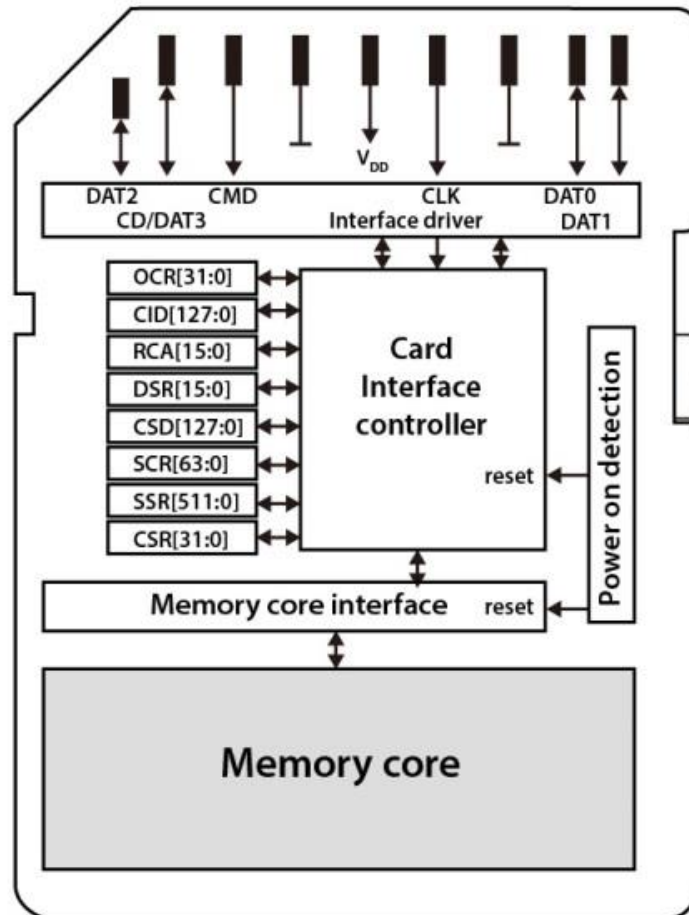 V_DD
DAT2 CMD CLK DAT0
CD/DAT3 Interface driver DAT1
OCR[31:0]
CID[127:0]
RCA[15:0]
DSR[15:0]
CSD[127:0]
SCR[63:0]
SSR[511:0]
CSR[31:0]
Card
Interface
controller
reset
Power on detection
Memory core interface reset
Memory core